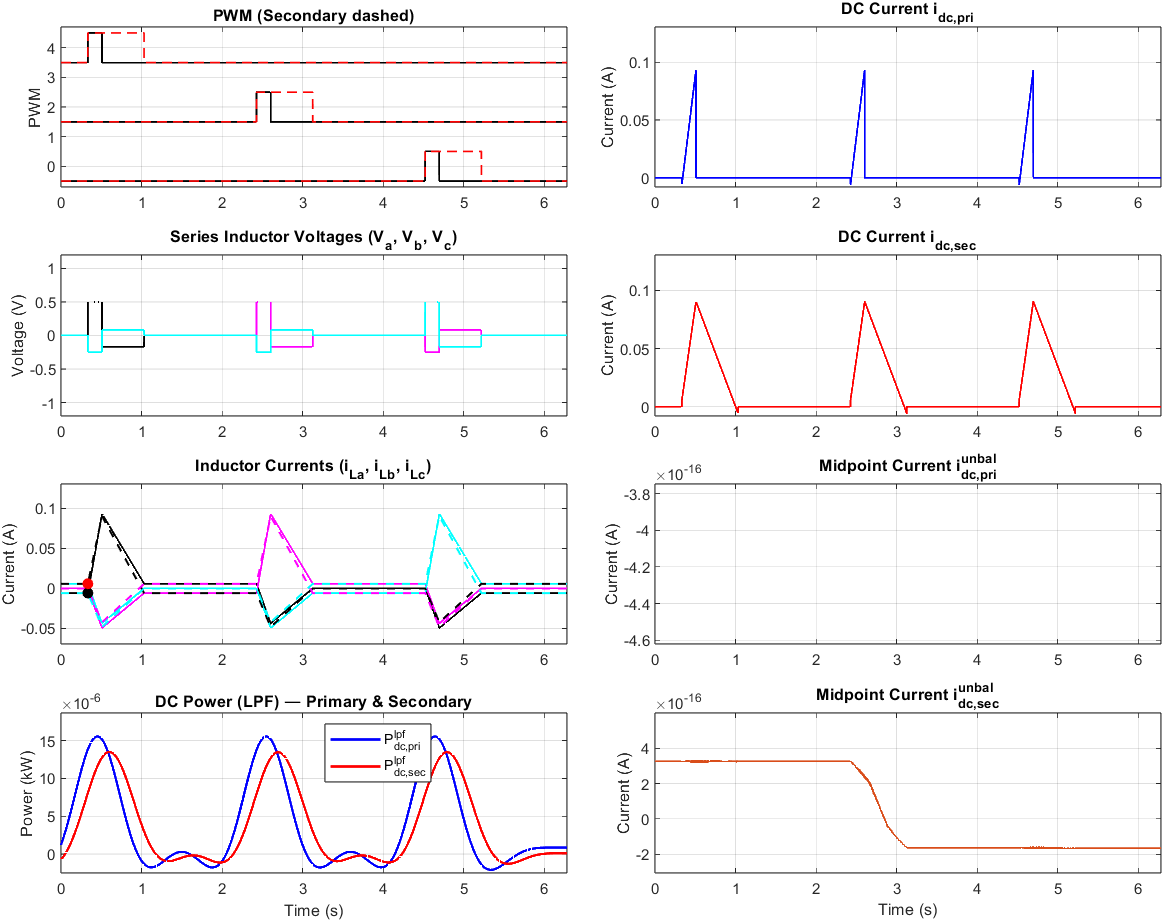 PWM (Secondary dashed)
PWM
4
3
2
1
0
0 1 2 3 4 5 6
DC Current i_dc,pri
Current (A)
0.1
0.05
0
0 1 2 3 4 5 6
Series Inductor Voltages (V_a, V_b, V_c)
Voltage (V)
1
0.5
0
-0.5
-1
0 1 2 3 4 5 6
DC Current i_dc,sec
Current (A)
0.1
0.05
0
0 1 2 3 4 5 6
Inductor Currents (i_La, i_Lb, i_Lc)
Current (A)
0.1
0.05
0
-0.05
0 1 2 3 4 5 6
Midpoint Current i_dc,pri^unbal
×10^-16
Current (A)
-3.8
-4
-4.2
-4.4
-4.6
0 1 2 3 4 5 6
DC Power (LPF) — Primary & Secondary
×10^-6
Power (kW)
15
10
5
0
P_dc,pri^lpf
P_dc,sec^lpf
0 1 2 3 4 5 6
Time (s)
Midpoint Current i_dc,sec^unbal
×10^-16
Current (A)
4
2
0
-2
0 1 2 3 4 5 6
Time (s)